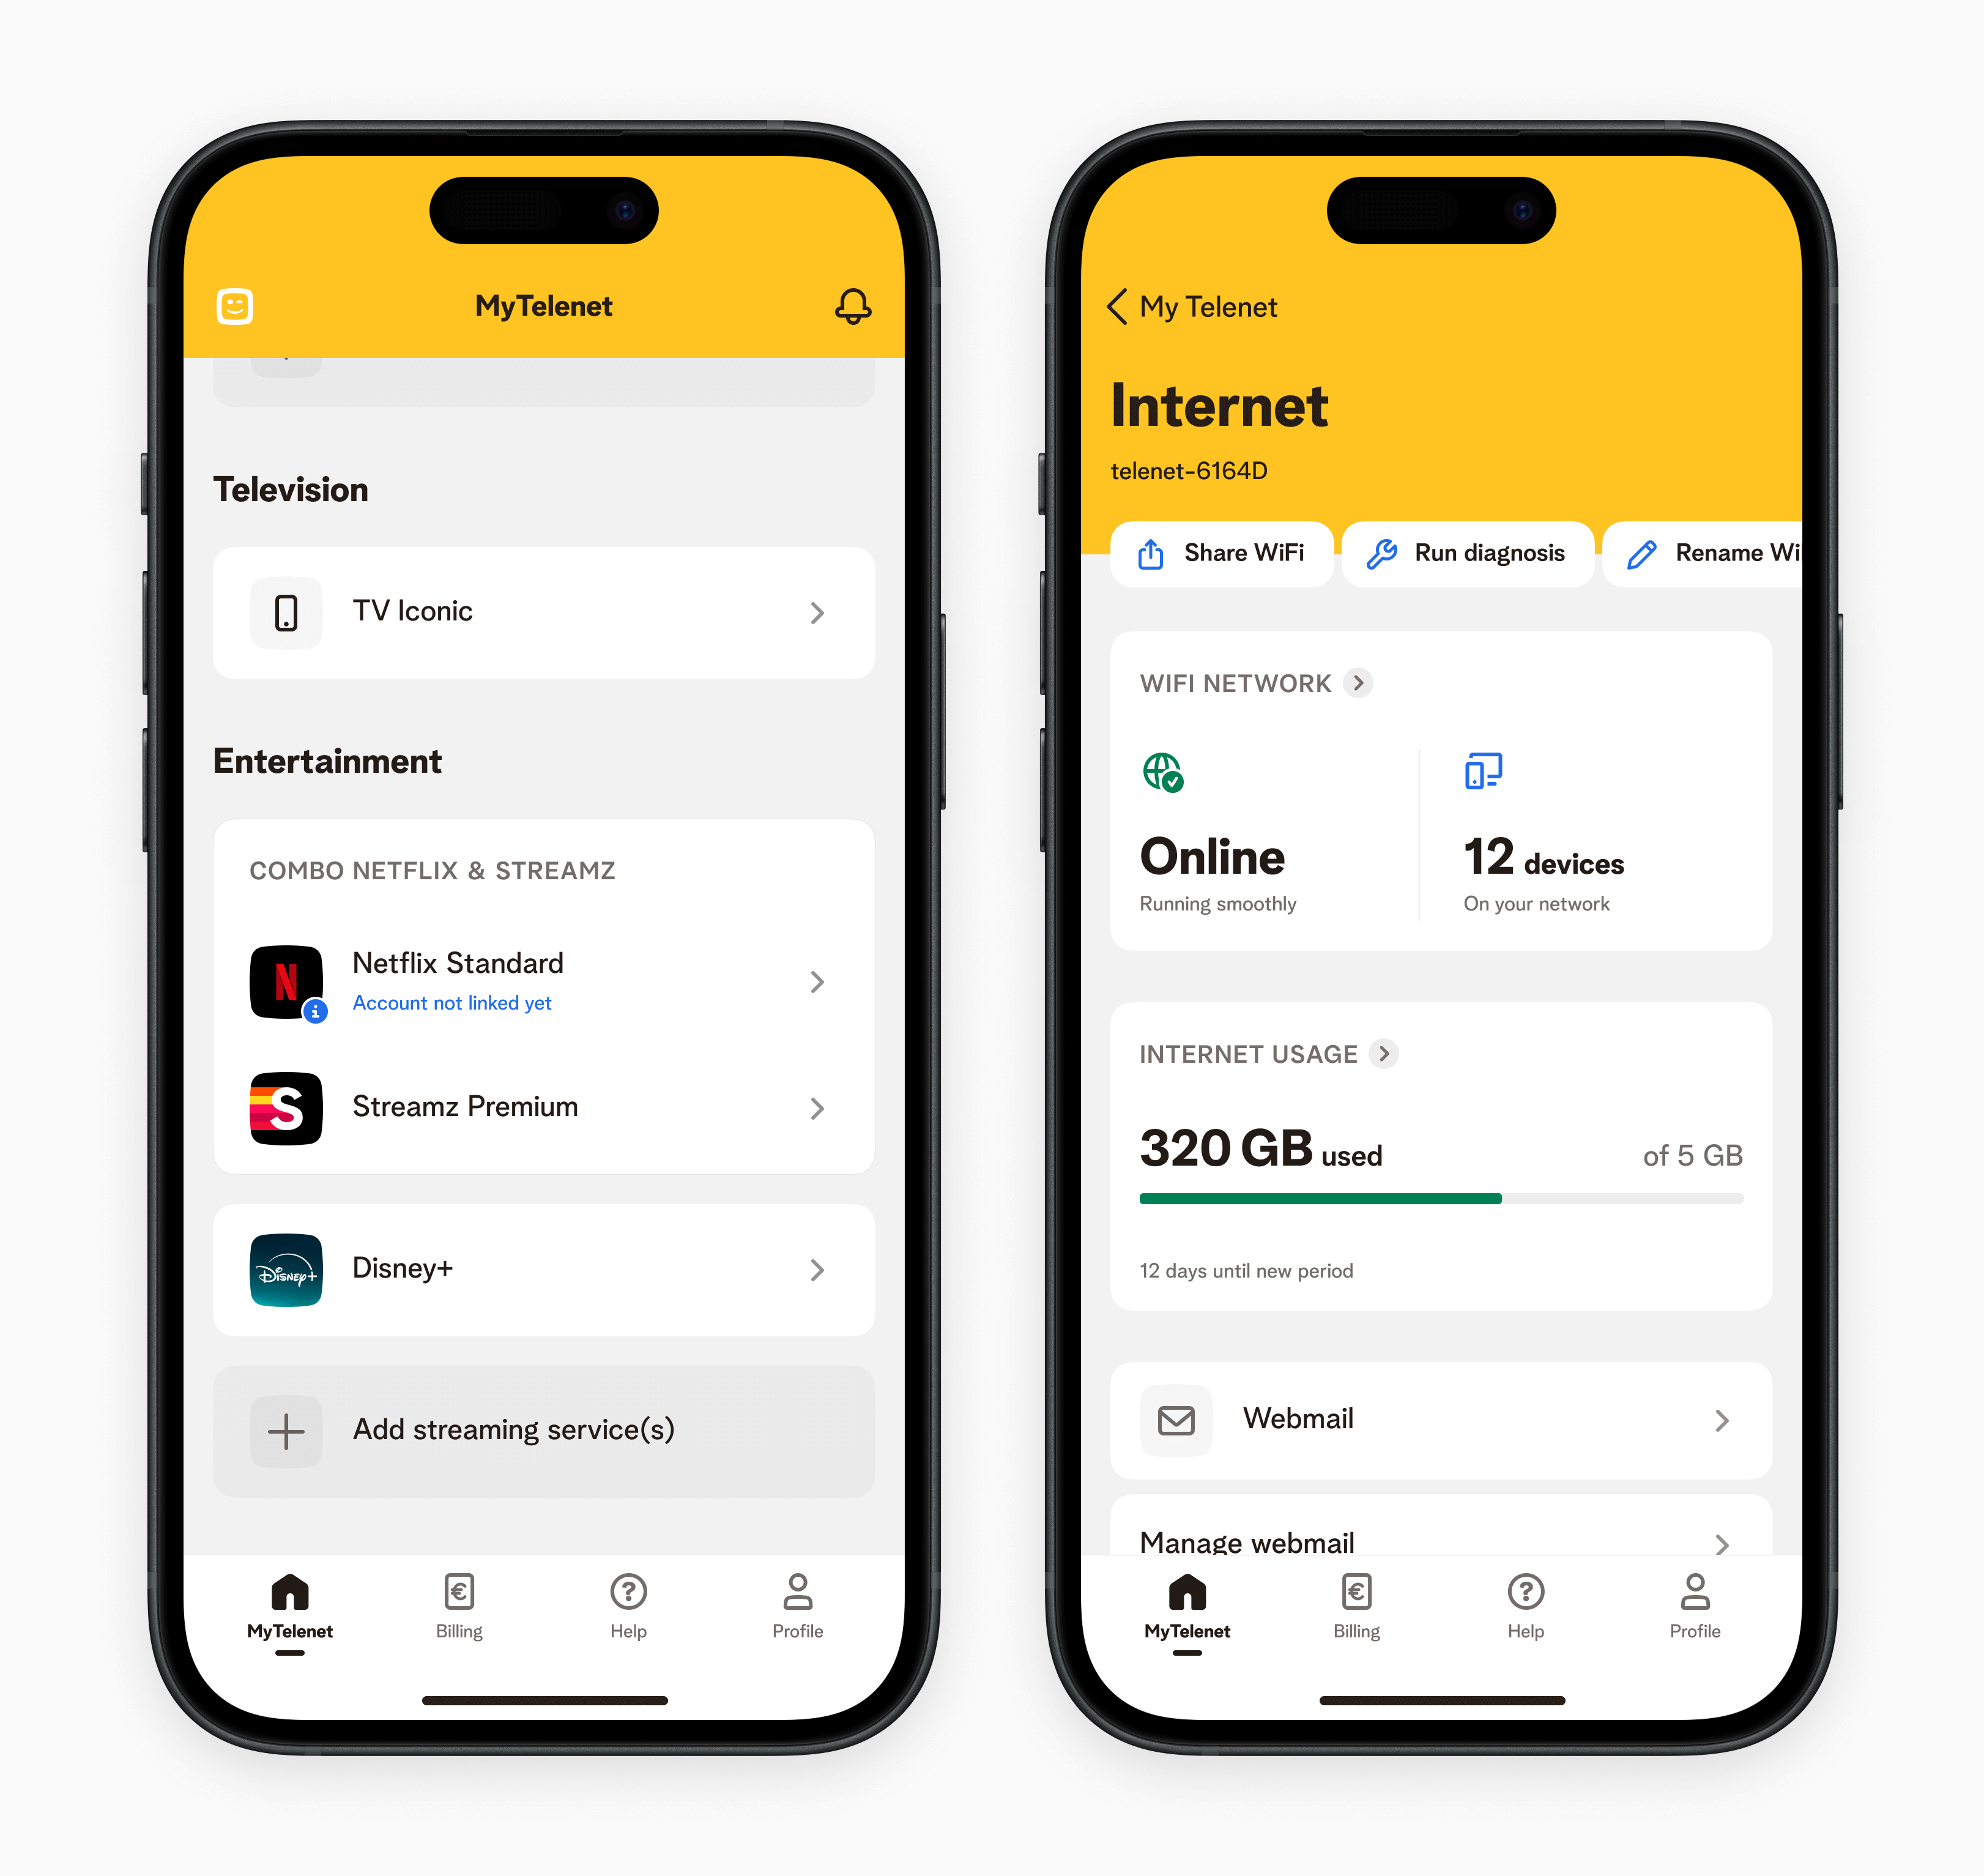 MyTelenet
Television
TV Iconic
Entertainment
COMBO NETFLIX & STREAMZ
N
i
Netflix Standard
Account not linked yet
S
Streamz Premium
Disney+
Disney+
Add streaming service(s)
MyTelenet
Billing
Help
Profile
My Telenet
Internet
telenet-6164D
Share WiFi
Run diagnosis
Rename Wi
WIFI NETWORK
Online
Running smoothly
12 devices
On your network
INTERNET USAGE
320 GB used
of 5 GB
12 days until new period
Webmail
Manage webmail
MyTelenet
Billing
Help
Profile